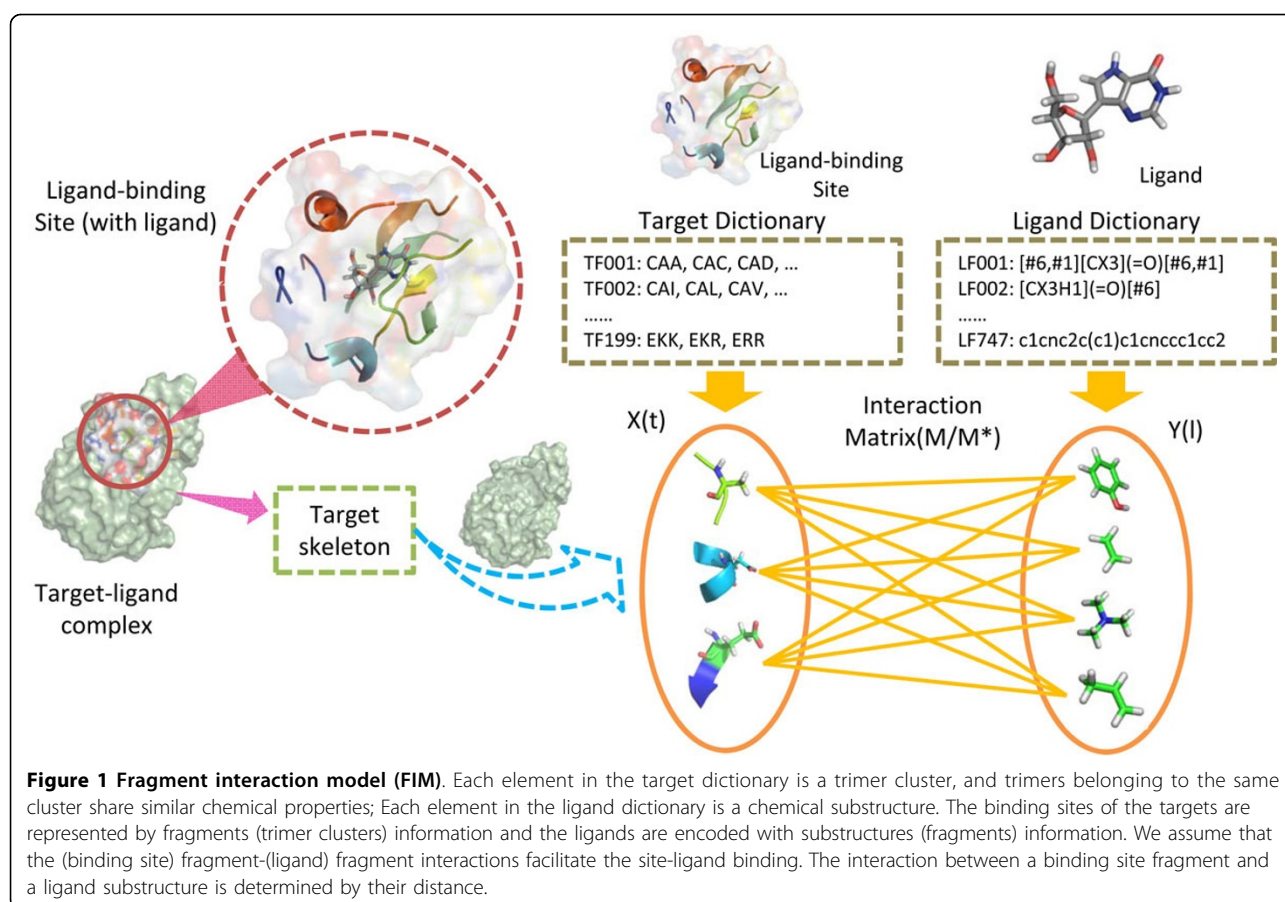 Ligand-binding
Site (with ligand)
Target-ligand
complex
Target
skeleton
Ligand-binding
Site
Target Dictionary
TF001: CAA, CAC, CAD, ...
TF002: CAI, CAL, CAV, ...
......
TF199: EKK, EKR, ERR
Ligand
Ligand Dictionary
LF001: [#6,#1][CX3](=O)[#6,#1]
LF002: [CX3H1](=O)[#6]
......
LF747: c1cnc2c(c1)c1cnccc1cc2
X(t)
Interaction
Matrix(M/M*)
Y(l)
Figure 1 Fragment interaction model (FIM). Each element in the target dictionary is a trimer cluster, and trimers belonging to the same
cluster share similar chemical properties; Each element in the ligand dictionary is a chemical substructure. The binding sites of the targets are
represented by fragments (trimer clusters) information and the ligands are encoded with substructures (fragments) information. We assume that
the (binding site) fragment-(ligand) fragment interactions facilitate the site-ligand binding. The interaction between a binding site fragment and
a ligand substructure is determined by their distance.